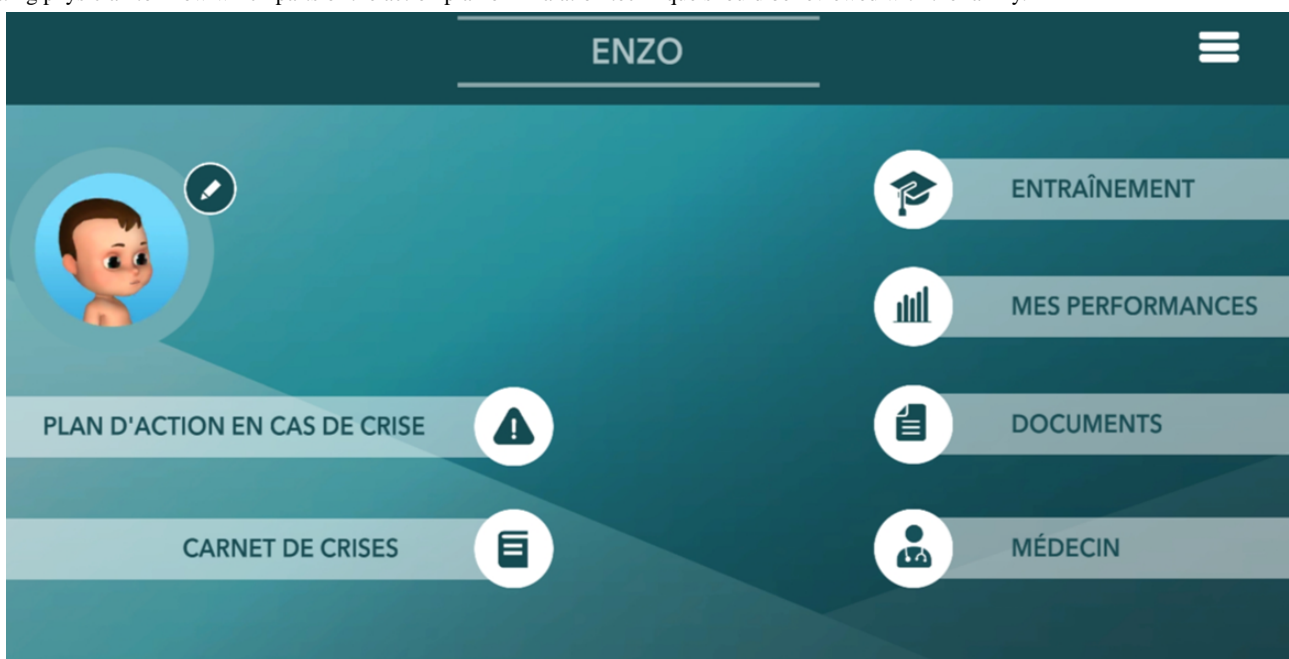 ENZO
ENTRAÎNEMENT
MES PERFORMANCES
PLAN D'ACTION EN CAS DE CRISE
DOCUMENTS
CARNET DE CRISES
MÉDECIN